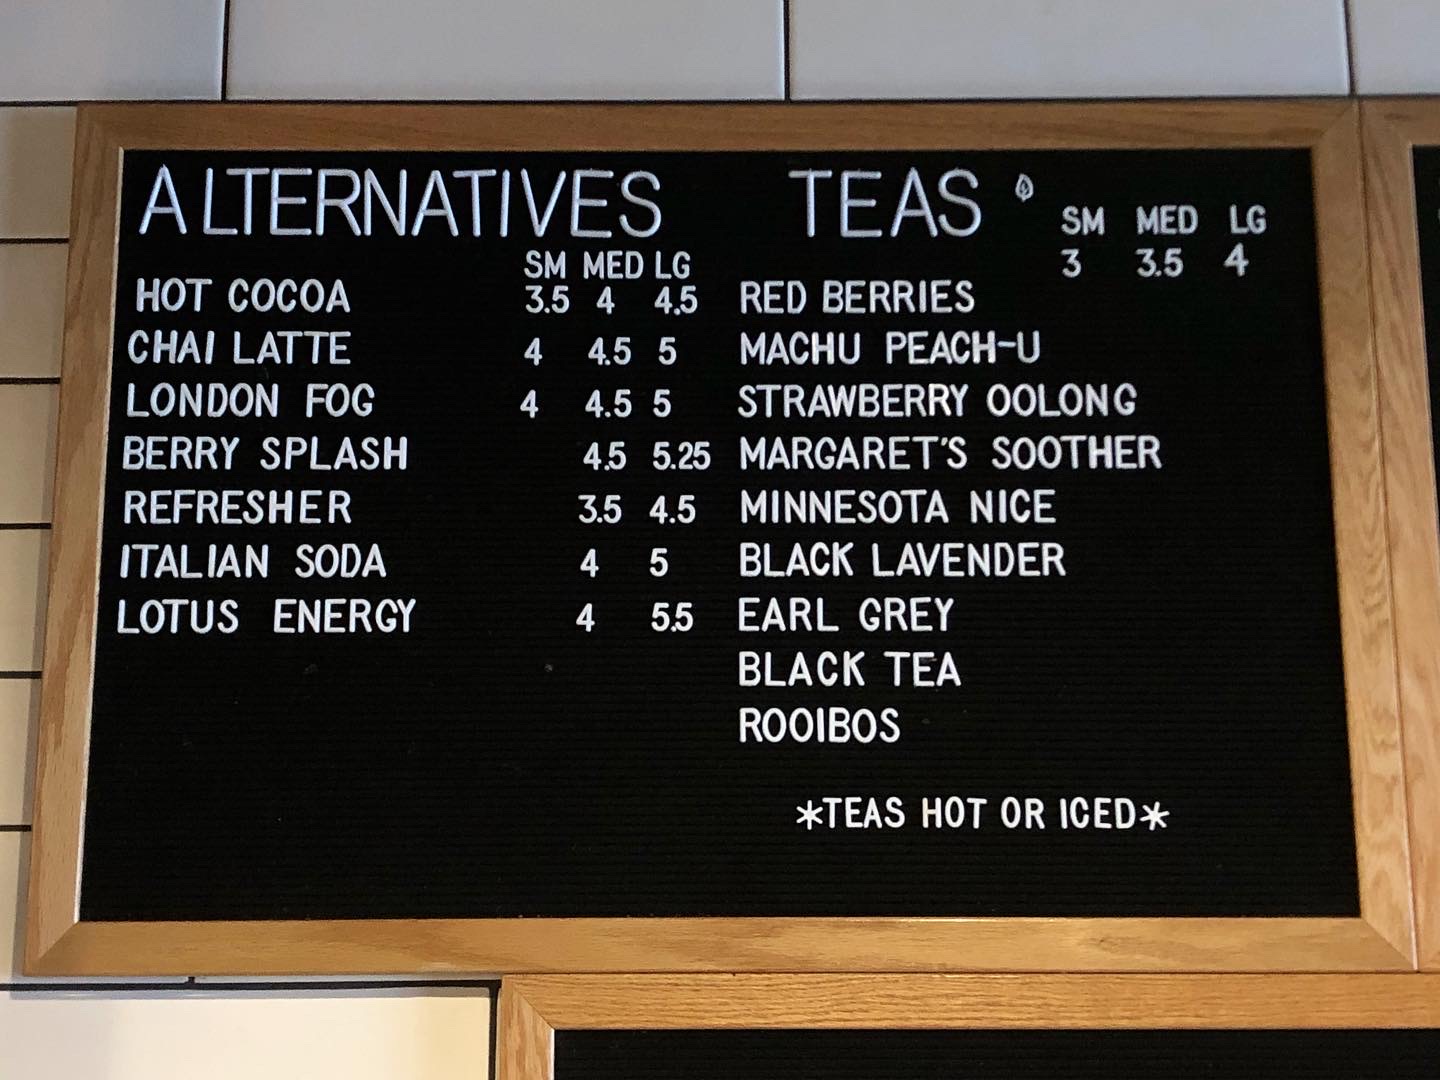 ALTERNATIVES
SM MED LG
HOT COCOA 3.5 4 4.5
CHAI LATTE 4 4.5 5
LONDON FOG 4 4.5 5
BERRY SPLASH 4.5 5.25
REFRESHER 3.5 4.5
ITALIAN SODA 4 5
LOTUS ENERGY 4 5.5
TEAS
SM MED LG
3 3.5 4
RED BERRIES
MACHU PEACH-U
STRAWBERRY OOLONG
MARGARET'S SOOTHER
MINNESOTA NICE
BLACK LAVENDER
EARL GREY
BLACK TEA
ROOIBOS
*TEAS HOT OR ICED*